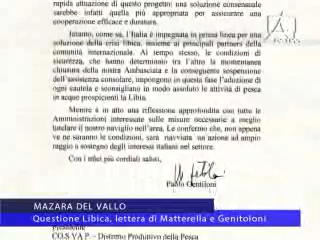 rapida attuazione di questo progetto una soluzione consensuale
sarebbe infatti quella più appropriata per assicurare una
cooperazione efficace e duratura.
Intanto, come sa, l'Italia è impegnata in prima linea per una
soluzione della crisi libica, insieme ai principali partners della
comunità internazionale. Al tempo stesso, le condizioni di
sicurezza, che hanno determinato tra l'altro la momentanea
chiusura della nostra Ambasciata e la conseguente sospensione
dell'assistenza consolare, impongono in questa fase l'adozione di
ogni cautela e sconsigliano in modo assoluto le attività di pesca
in acque prospicienti la Libia.
Mentre è in atto una riflessione approfondita con tutte le
Amministrazioni interessate sulle misure necessarie a meglio
tutelare il nostro naviglio nell'area, Le confermo che, non appena
ve ne saranno le condizioni, sarà riavviata un'azione ad ampio
raggio a sostegno degli interessi italiani nel settore.
Con i miei più cordiali saluti,
Paolo Gentiloni
MAZARA DEL VALLO
Questione Libica, lettera di Matterella e Genitoloni
Presidente
CO.S.VA.P. – Distretto Produttivo della Pesca